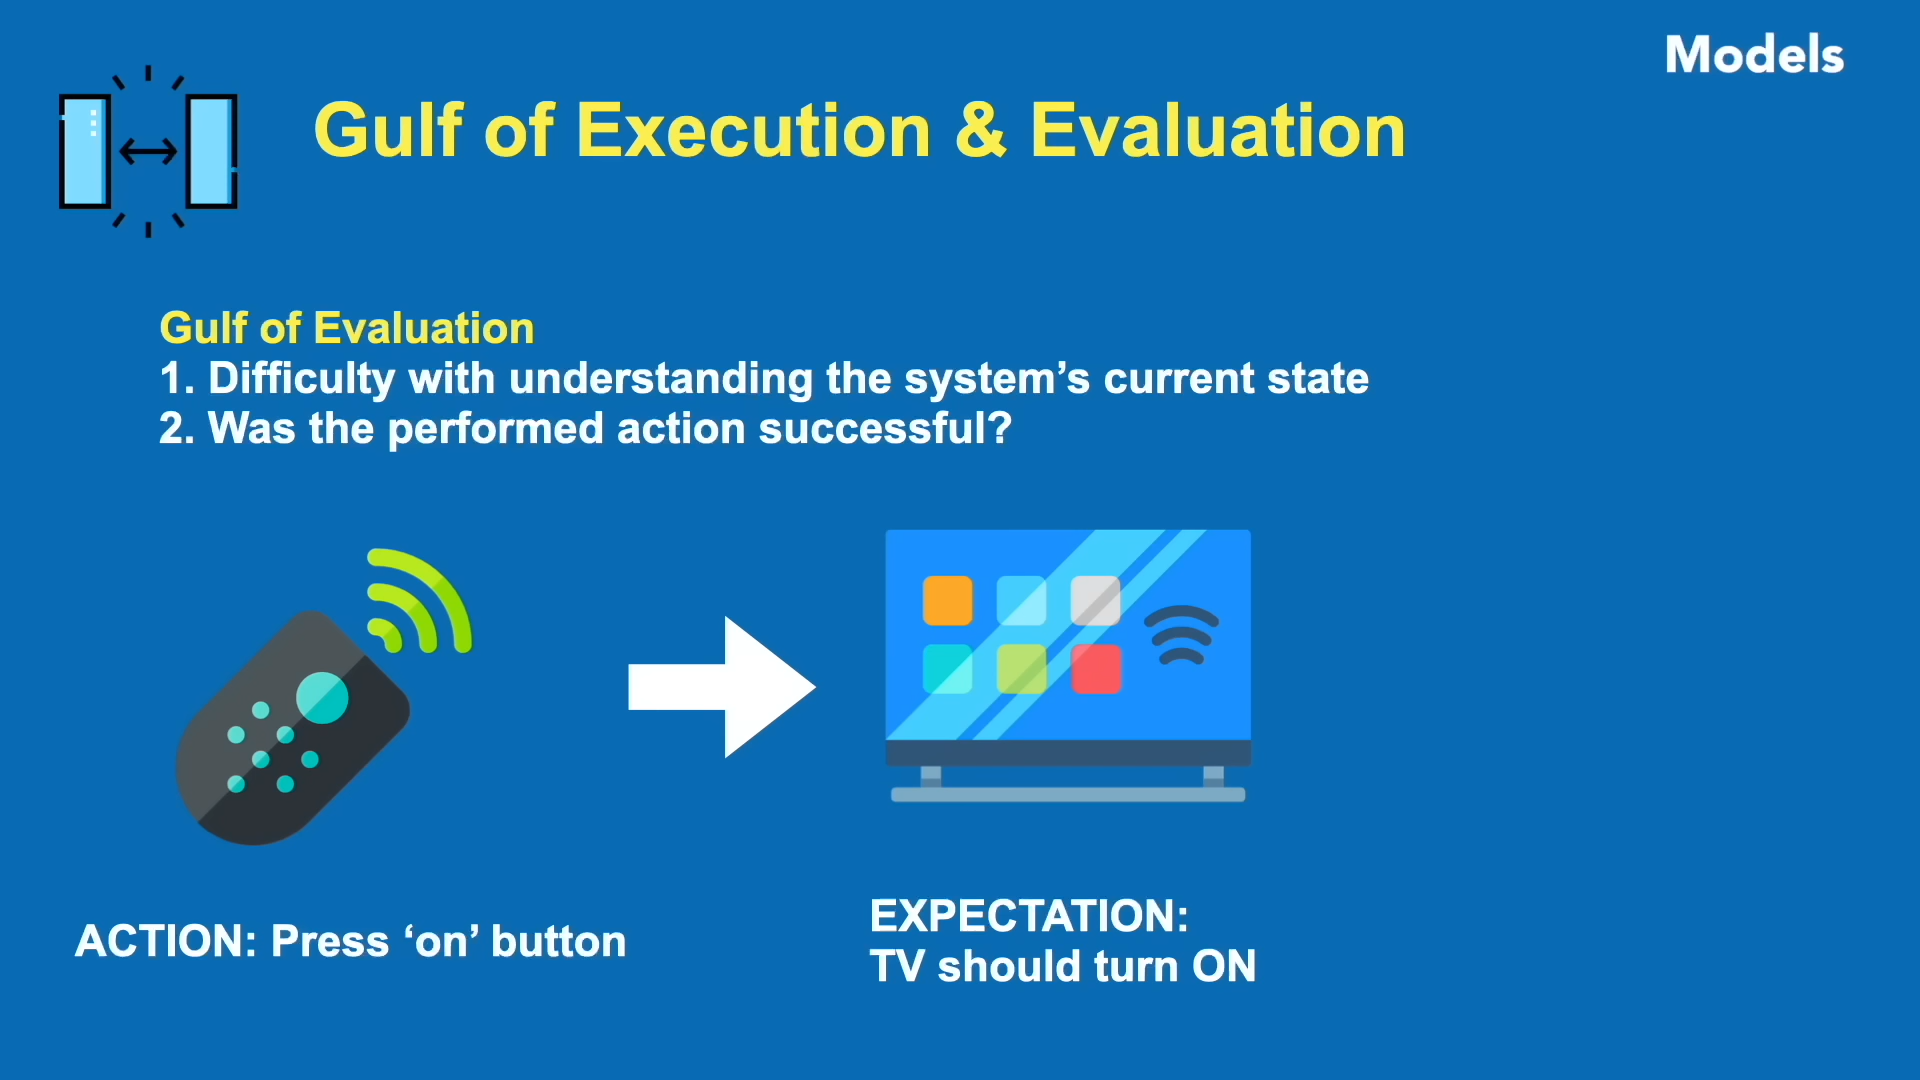 Models
Gulf of Execution & Evaluation
Gulf of Evaluation
1. Difficulty with understanding the system’s current state
2. Was the performed action successful?
ACTION: Press ‘on’ button
EXPECTATION:
TV should turn ON